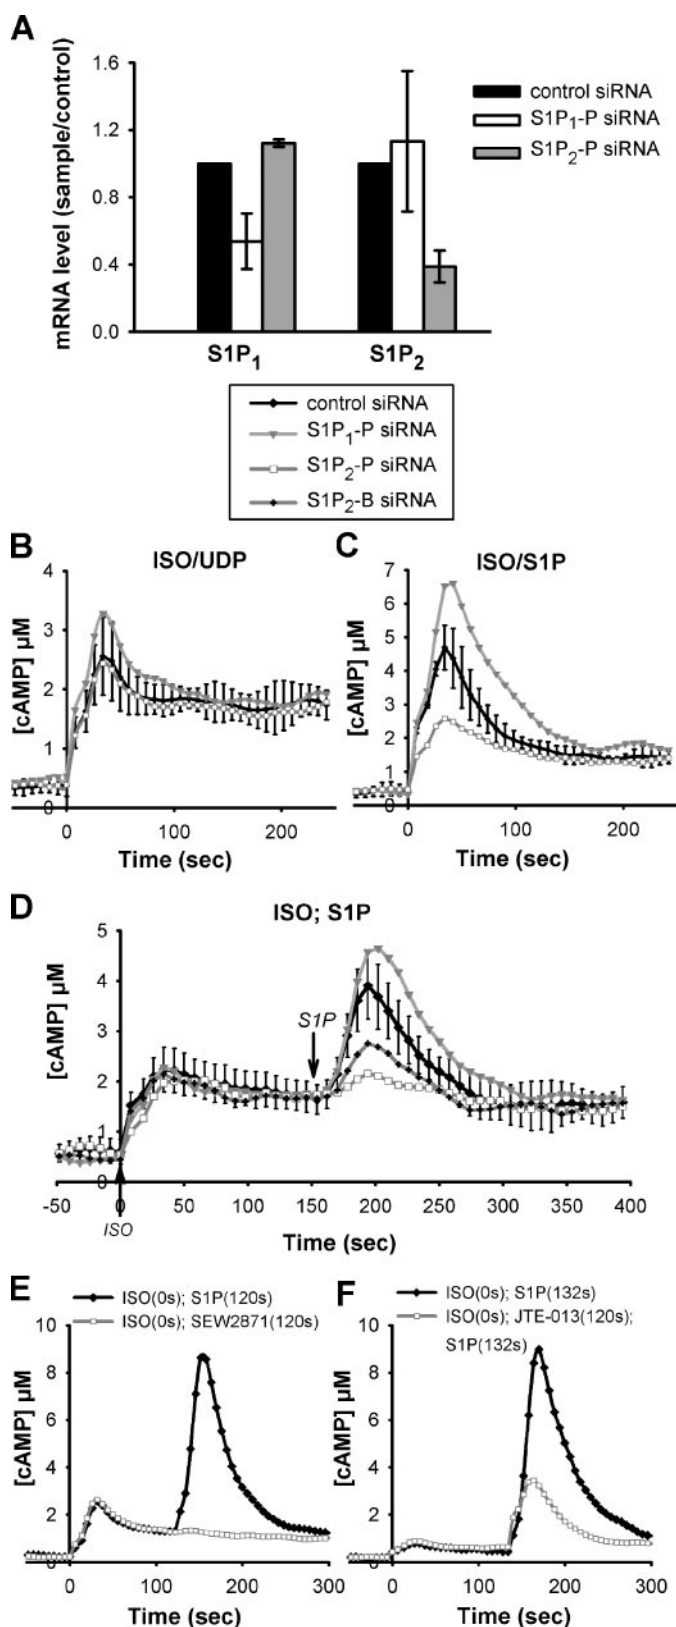 A
1.6
1.2
0.8
0.4
0.0
mRNA level (sample/control)
control siRNA
S1P1-P siRNA
S1P2-P siRNA
S1P1
S1P2
control siRNA
S1P1-P siRNA
S1P2-P siRNA
S1P2-B siRNA
B
ISO/UDP
4
3
2
1
0
[cAMP] µM
0
100
200
Time (sec)
C
ISO/S1P
7
6
5
4
3
2
1
0
[cAMP] µM
0
100
200
Time (sec)
D
ISO; S1P
5
4
3
2
1
0
[cAMP] µM
S1P
-50
0
50
100
150
200
250
300
350
400
ISO
Time (sec)
E
ISO(0s); S1P(120s)
ISO(0s); SEW2871(120s)
10
8
6
4
2
[cAMP] µM
0
100
200
300
Time (sec)
F
ISO(0s); S1P(132s)
ISO(0s); JTE-013(120s);
S1P(132s)
10
8
6
4
2
[cAMP] µM
0
100
200
300
Time (sec)